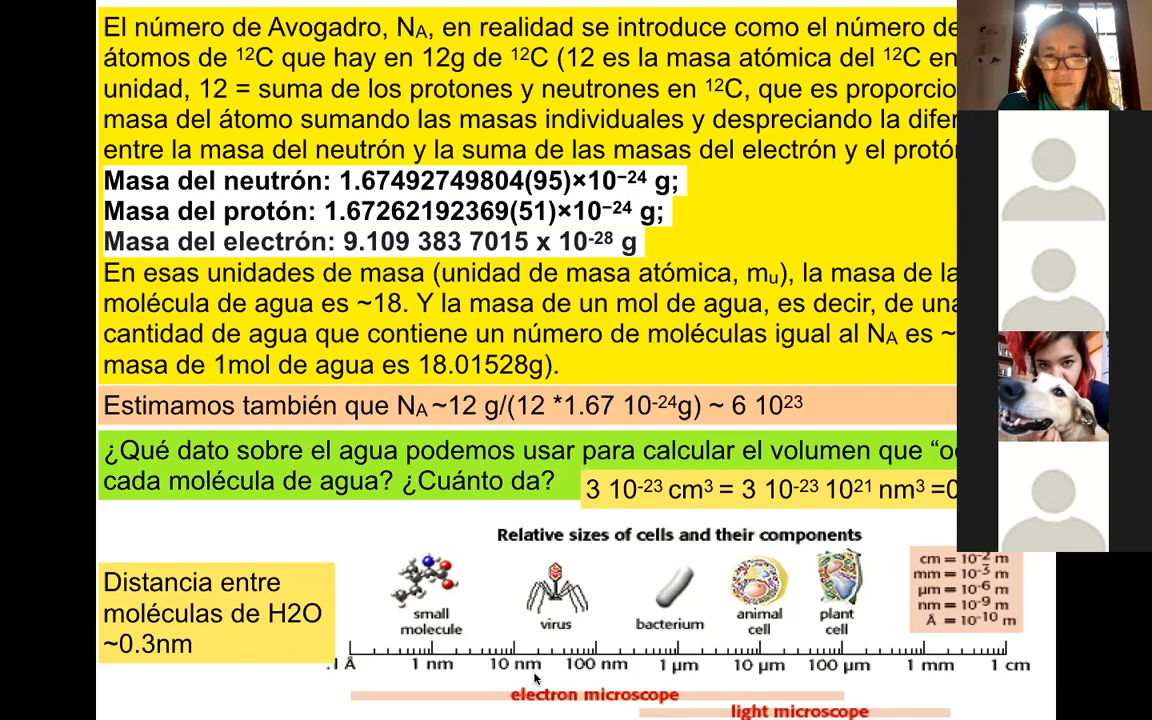 El número de Avogadro, NA, en realidad se introduce como el número de
átomos de 12C que hay en 12g de 12C (12 es la masa atómica del 12C en
unidad, 12 = suma de los protones y neutrones en 12C, que es proporcio
masa del átomo sumando las masas individuales y despreciando la difer
entre la masa del neutrón y la suma de las masas del electrón y el protó
Masa del neutrón: 1.67492749804(95)×10−24 g;
Masa del protón: 1.67262192369(51)×10−24 g;
Masa del electrón: 9.109 383 7015 x 10-28 g
En esas unidades de masa (unidad de masa atómica, mu), la masa de la
molécula de agua es ~18. Y la masa de un mol de agua, es decir, de una
cantidad de agua que contiene un número de moléculas igual al NA es ~
masa de 1mol de agua es 18.01528g).
Estimamos también que NA ~12 g/(12 *1.67 10-24g) ~ 6 1023
¿Qué dato sobre el agua podemos usar para calcular el volumen que “o
cada molécula de agua? ¿Cuánto da?
3 10-23 cm3 = 3 10-23 1021 nm3 =0
Relative sizes of cells and their components
Distancia entre
moléculas de H2O
~0.3nm
small
molecule
virus
bacterium
animal
cell
plant
cell
cm = 10-2 m
mm = 10-3 m
µm = 10-6 m
nm = 10-9 m
Å = 10-10 m
.1 Å 1 nm 10 nm 100 nm 1 µm 10 µm 100 µm 1 mm 1 cm
electron microscope
light microscope